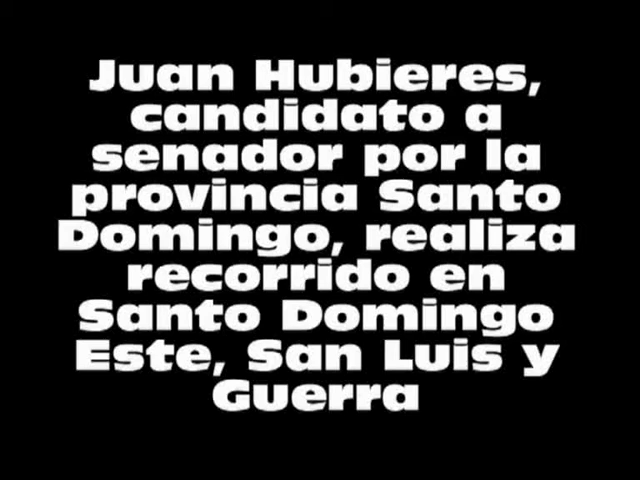 Juan Hubieres,
candidato a
senador por la
provincia Santo
Domingo, realiza
recorrido en
Santo Domingo
Este, San Luis y
Guerra